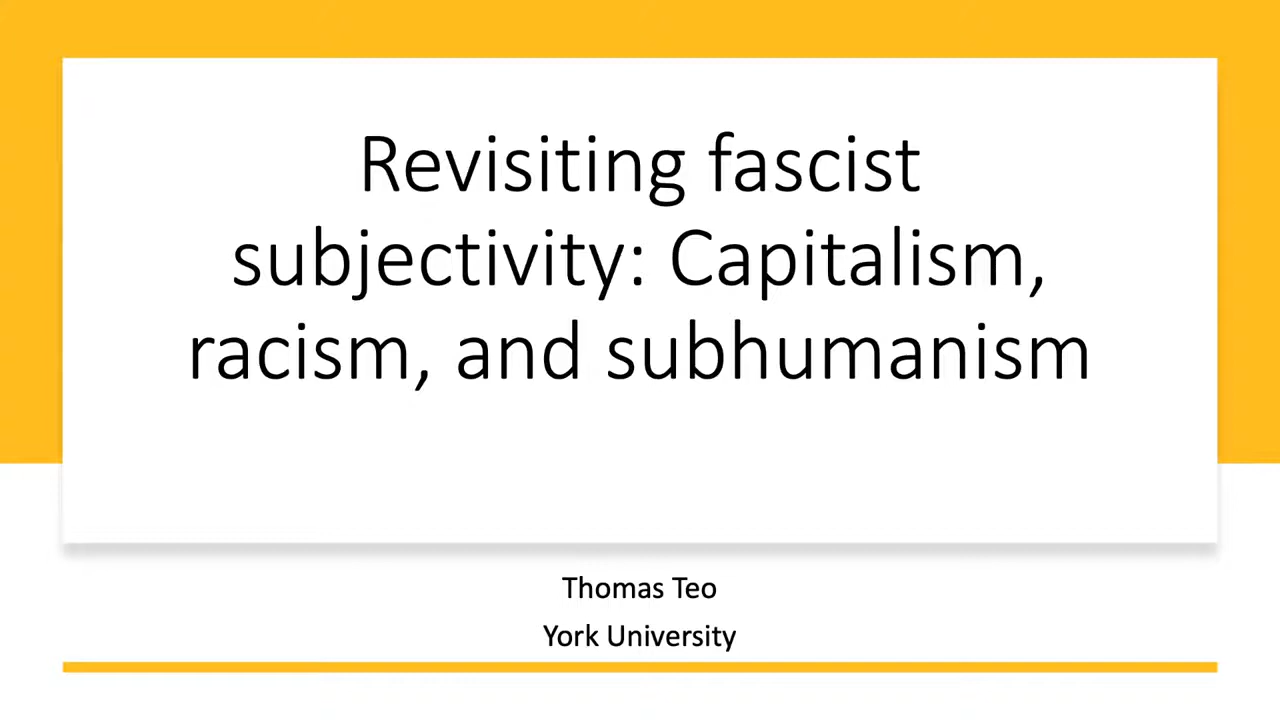 Revisiting fascist
subjectivity: Capitalism,
racism, and subhumanism
Thomas Teo
York University